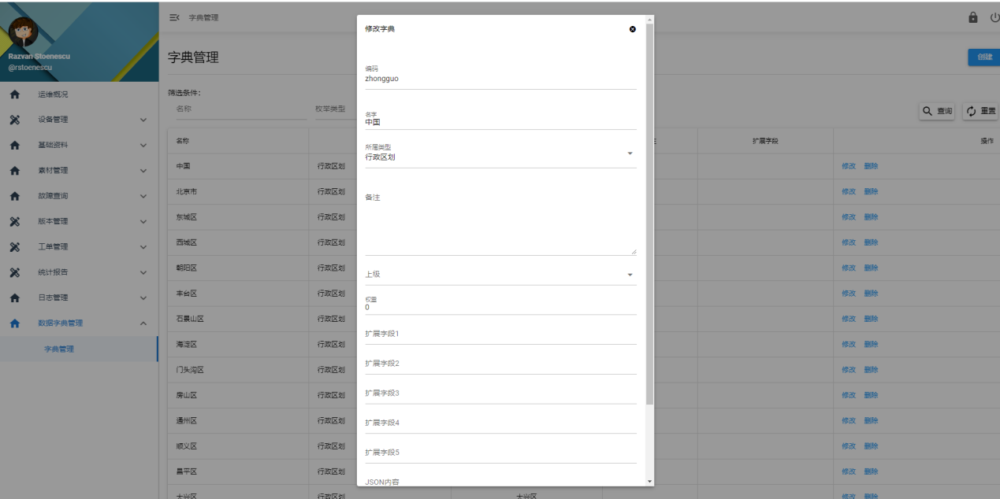 Razvan Stoenescu
@rstoenescu
运维概况
设备管理
基础资料
素材管理
故障查询
版本管理
工单管理
统计报告
日志管理
数据字典管理
字典管理
字典管理
字典管理
创建
筛选条件：
名称
枚举类型
查询
重置
名称
扩展字段
操作
中国
行政区划
修改
删除
北京市
行政区划
修改
删除
东城区
行政区划
修改
删除
西城区
行政区划
修改
删除
朝阳区
行政区划
修改
删除
丰台区
行政区划
修改
删除
石景山区
行政区划
修改
删除
海淀区
行政区划
修改
删除
门头沟区
行政区划
修改
删除
房山区
行政区划
修改
删除
通州区
行政区划
修改
删除
顺义区
行政区划
修改
删除
昌平区
行政区划
修改
删除
大兴区
行政区划
大兴区
修改
删除
修改字典
编码
zhongguo
名字
中国
所属类型
行政区划
备注
上级
权重
0
扩展字段1
扩展字段2
扩展字段3
扩展字段4
扩展字段5
JSON内容